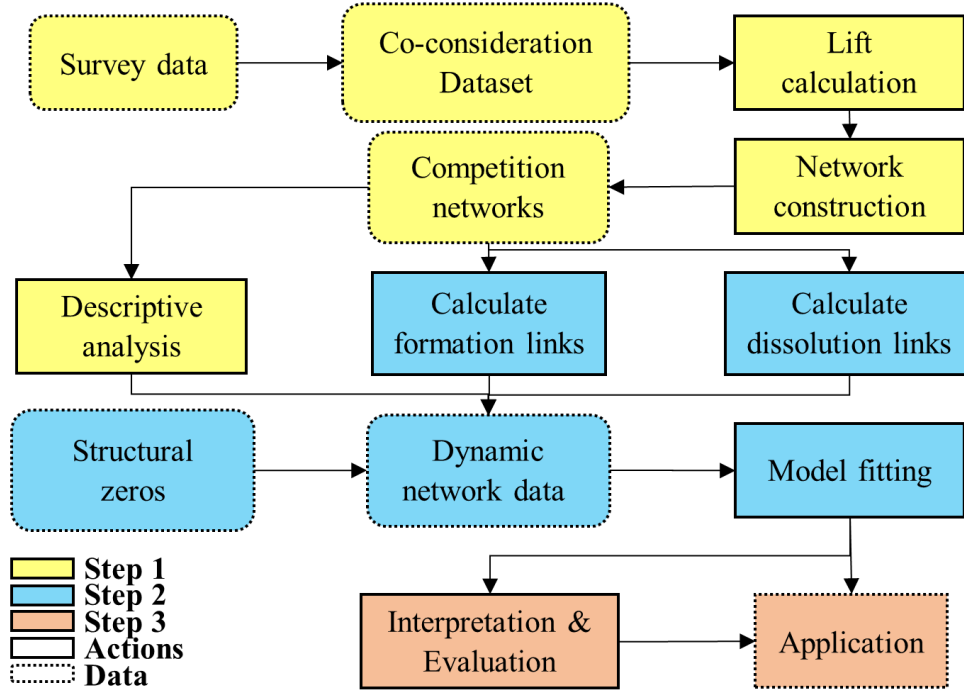 Survey data
Co-consideration
Dataset
Lift
calculation
Competition
networks
Network
construction
Descriptive
analysis
Calculate
formation links
Calculate
dissolution links
Structural
zeros
Dynamic
network data
Model fitting
Step 1
Step 2
Step 3
Actions
Data
Interpretation &
Evaluation
Application